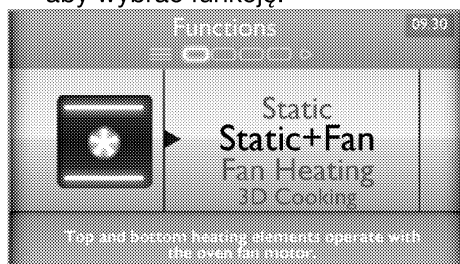 aby wybrać funkcję.
Functions
09:30
Static
Static+Fan
Fan Heating
3D Cooking
Top and bottom heating elements operate with
the oven fan motor.